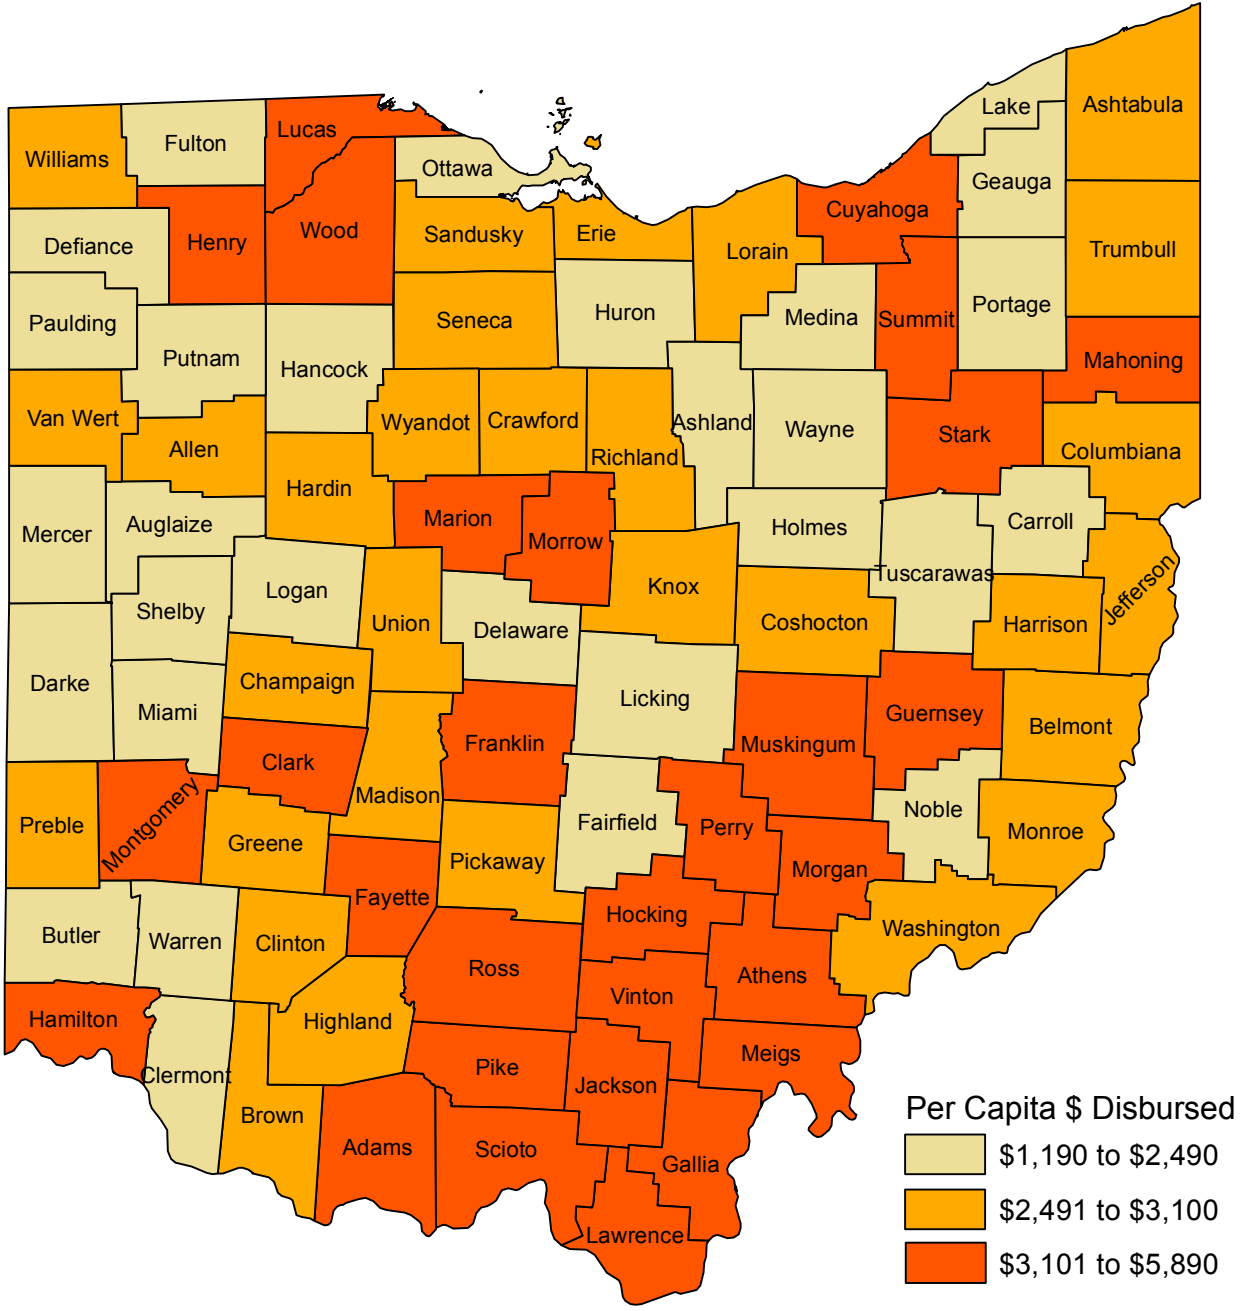 Lake
Ashtabula
Lucas
Fulton
Williams
Ottawa
Geauga
Cuyahoga
Wood
Henry
Sandusky
Erie
Defiance
Lorain
Trumbull
Portage
Huron
Medina
Summit
Seneca
Paulding
Putnam
Mahoning
Hancock
Van Wert
Wyandot
Crawford
Ashland
Wayne
Stark
Allen
Columbiana
Richland
Hardin
Marion
Auglaize
Carroll
Holmes
Mercer
Morrow
Tuscarawas
Logan
Knox
Jefferson
Shelby
Union
Delaware
Coshocton
Harrison
Darke
Champaign
Licking
Miami
Guernsey
Belmont
Franklin
Muskingum
Clark
Madison
Montgomery
Noble
Preble
Fairfield
Perry
Monroe
Greene
Pickaway
Morgan
Fayette
Hocking
Washington
Butler
Warren
Clinton
Ross
Athens
Vinton
Hamilton
Highland
Meigs
Pike
Clermont
Jackson
Brown
Adams
Scioto
Gallia
Lawrence
Per Capita $ Disbursed
$1,190 to $2,490
$2,491 to $3,100
$3,101 to $5,890